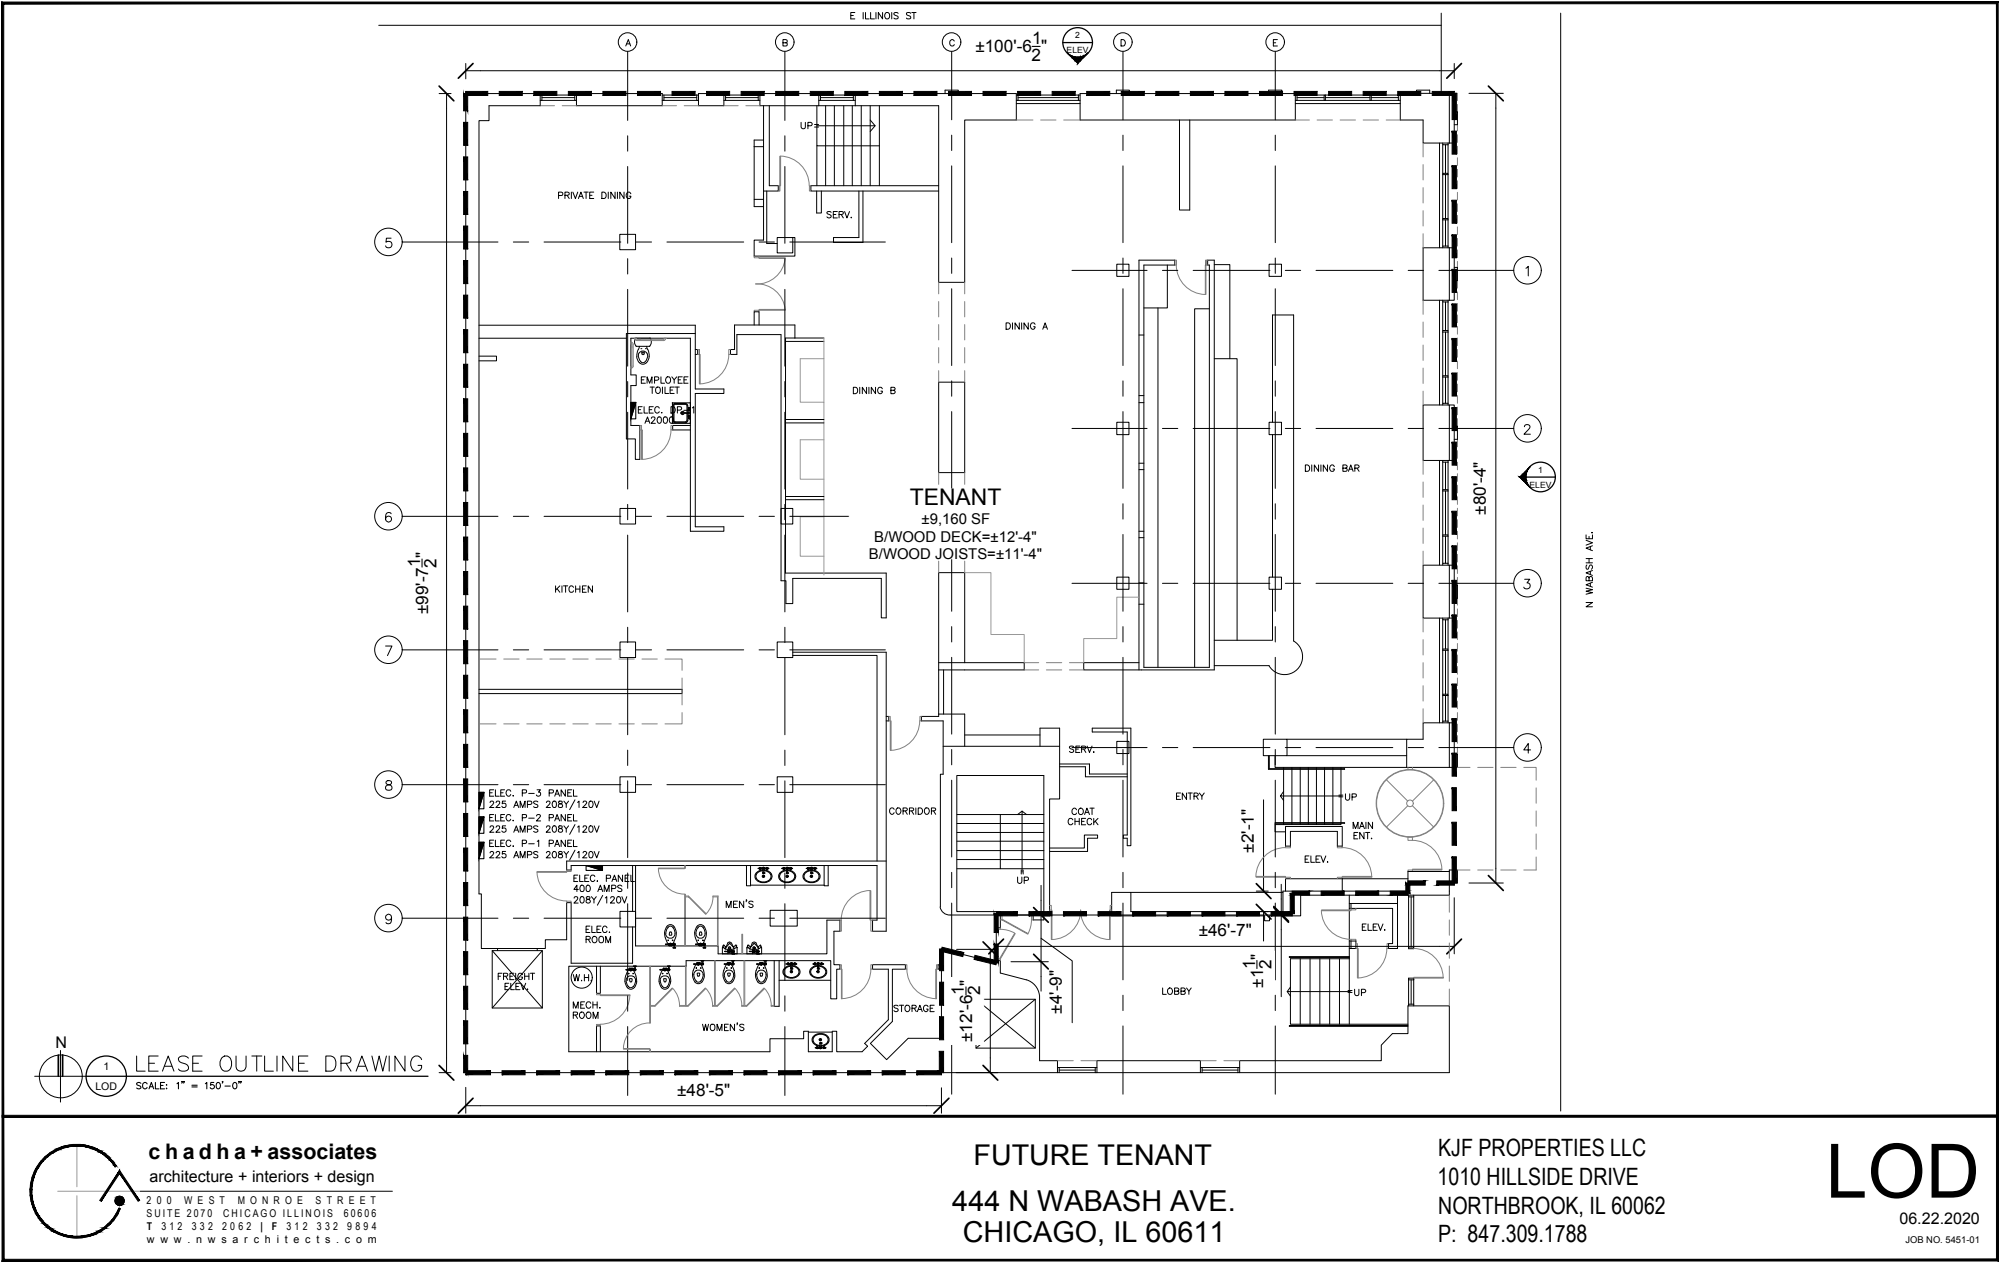 E ILLINOIS ST
A
B
C
±100'-6 1/2"
2
ELEV
D
E
UP
PRIVATE DINING
SERV.
5
1
DINING A
EMPLOYEE
TOILET
DINING B
ELEC. DP-1
A2000
2
DINING BAR
1
ELEV
±80'-4"
TENANT
±9,160 SF
B/WOOD DECK=±12'-4"
B/WOOD JOISTS=±11'-4"
6
±99'-7 1/2"
KITCHEN
3
N WABASH AVE.
7
SERV.
4
8
ELEC. P-3 PANEL
225 AMPS 208Y/120V
ELEC. P-2 PANEL
225 AMPS 208Y/120V
ELEC. P-1 PANEL
225 AMPS 208Y/120V
CORRIDOR
COAT
CHECK
ENTRY
UP
MAIN
ENT.
±2'-1"
ELEV.
UP
ELEC. PANEL
400 AMPS
208Y/120V
MEN'S
9
ELEC.
ROOM
±46'-7"
ELEV.
FREIGHT
ELEV.
W.H.
MECH.
ROOM
WOMEN'S
STORAGE
±12'-6 1/2"
±4'-9"
LOBBY
±1 1/2"
UP
N
1
LOD
LEASE OUTLINE DRAWING
SCALE: 1" = 150'-0"
±48'-5"
chadha+associates
architecture + interiors + design
200 WEST MONROE STREET
SUITE 2070 CHICAGO ILLINOIS 60606
T 312 332 2062 | F 312 332 9894
www.nwsarchitects.com
FUTURE TENANT
444 N WABASH AVE.
CHICAGO, IL 60611
KJF PROPERTIES LLC
1010 HILLSIDE DRIVE
NORTHBROOK, IL 60062
P: 847.309.1788
LOD
06.22.2020
JOB NO. 5451-01